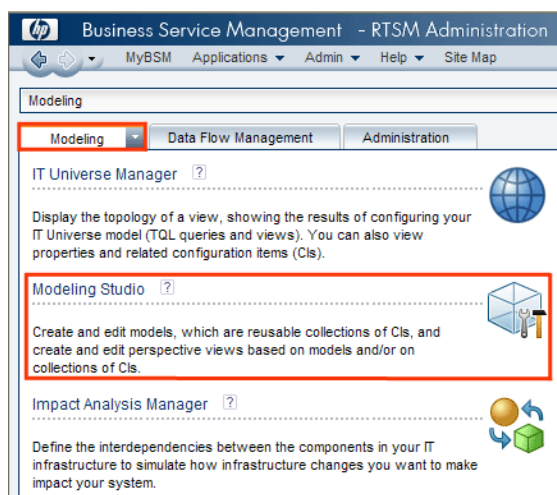 hp Business Service Management - RTSM Administration
MyBSM Applications Admin Help Site Map
Modeling
Modeling Data Flow Management Administration
IT Universe Manager ?
Display the topology of a view, showing the results of configuring your
IT Universe model (TQL queries and views). You can also view
properties and related configuration items (CIs).
Modeling Studio ?
Create and edit models, which are reusable collections of CIs, and
create and edit perspective views based on models and/or on
collections of CIs.
Impact Analysis Manager ?
Define the interdependencies between the components in your IT
infrastructure to simulate how infrastructure changes you want to make
impact your system.